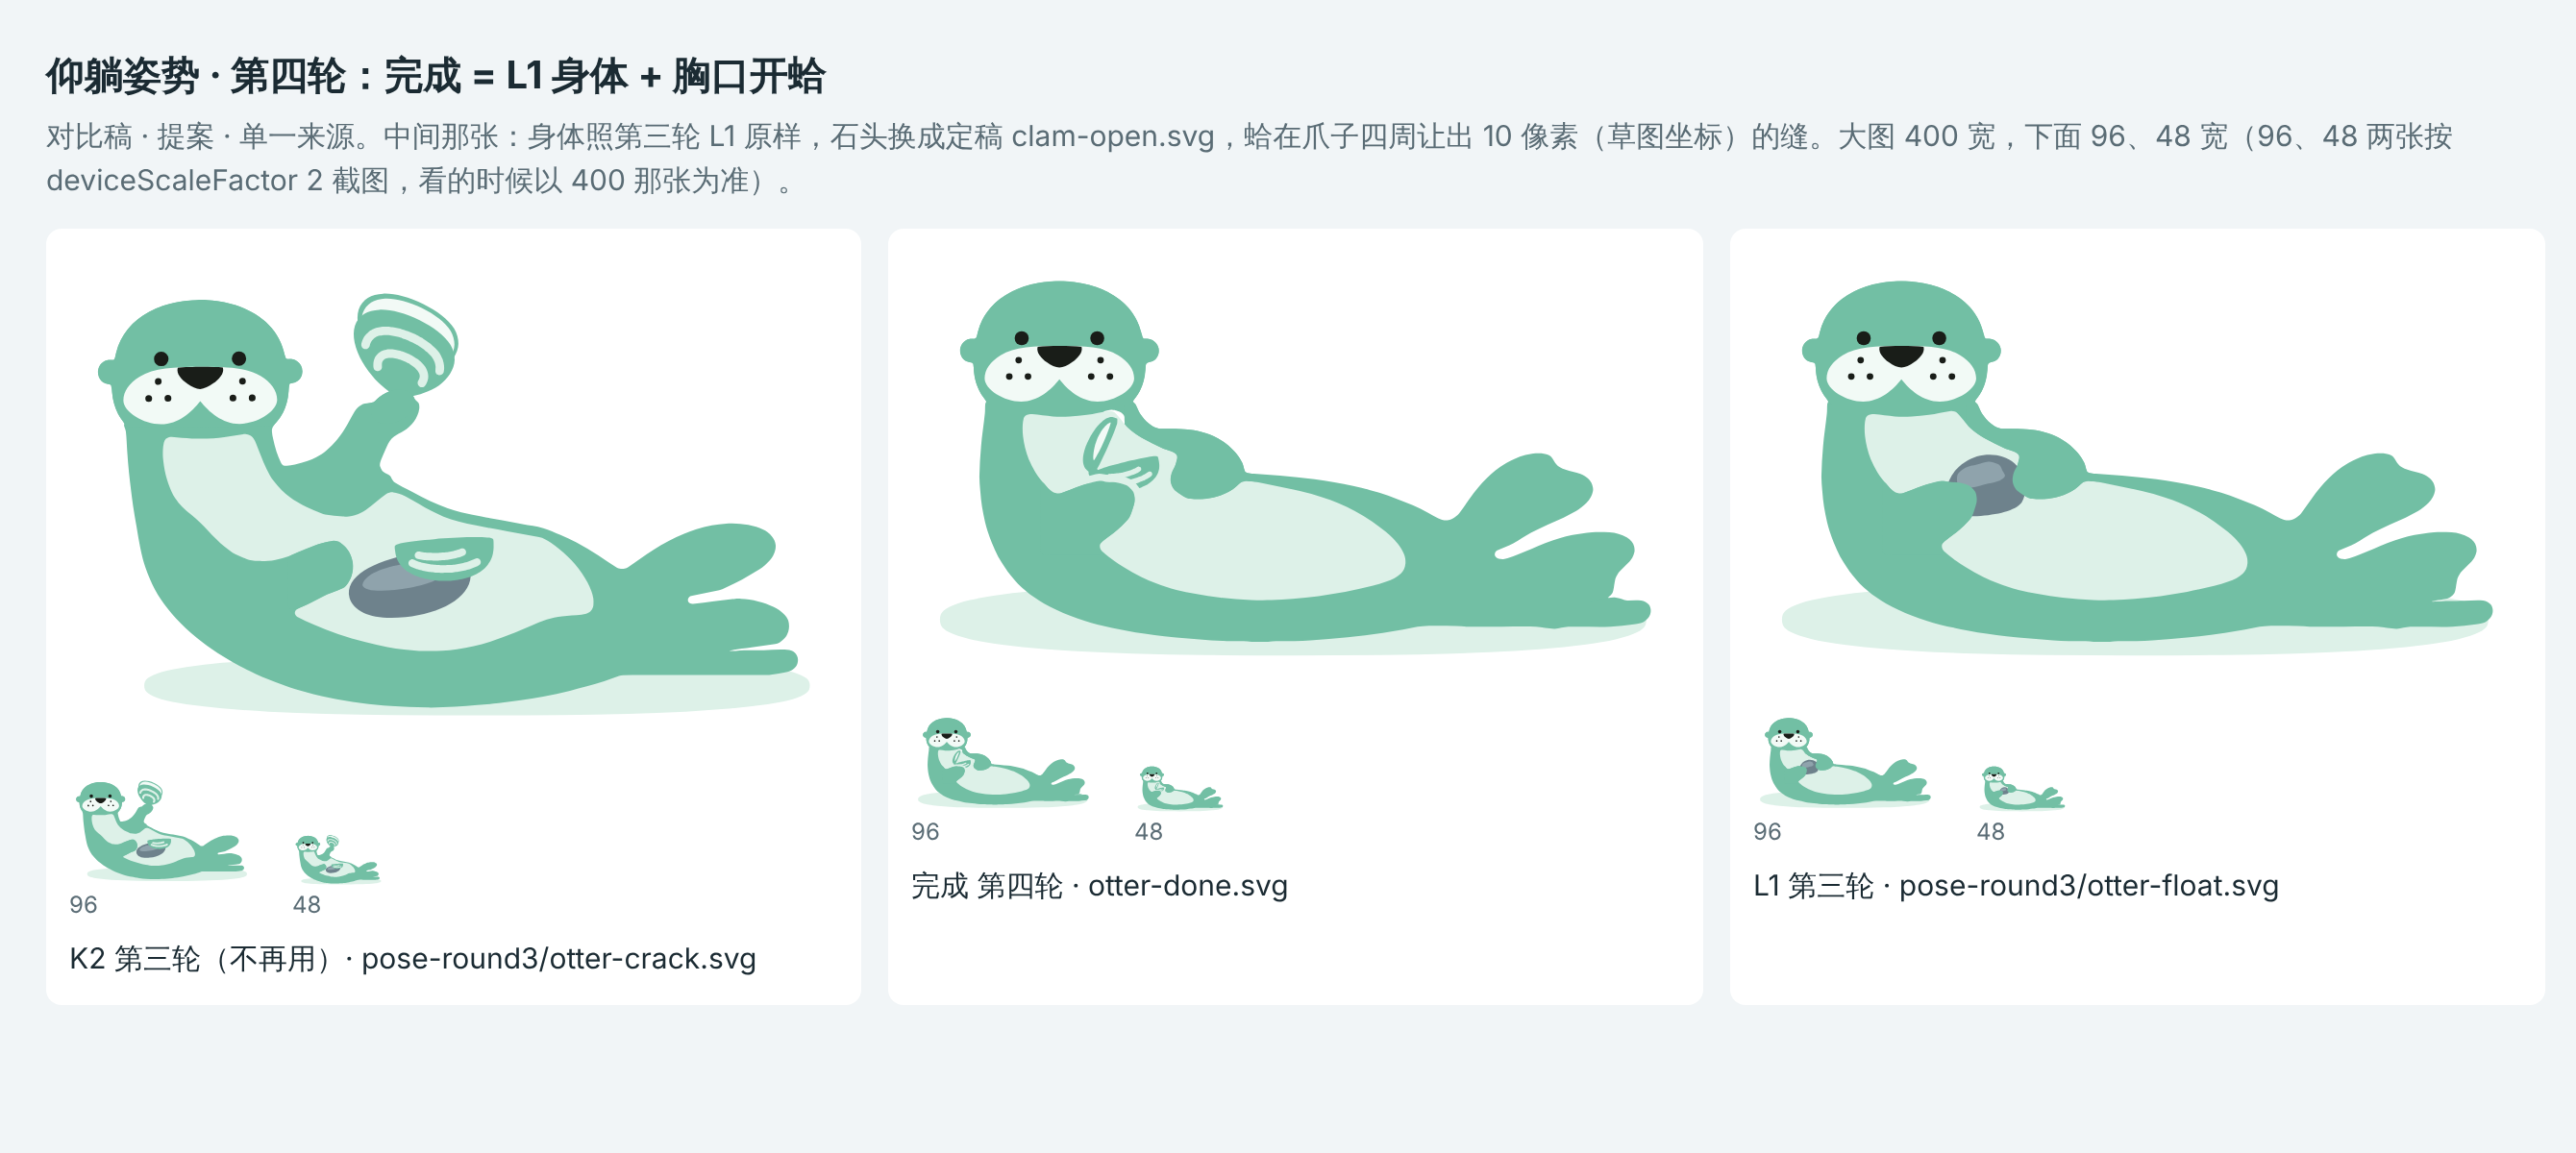 仰躺姿势 · 第四轮：完成 = L1 身体 + 胸口开蛤
对比稿 · 提案 · 单一来源。中间那张：身体照第三轮 L1 原样，石头换成定稿 clam-open.svg，蛤在爪子四周让出 10 像素（草图坐标）的缝。大图 400 宽，下面 96、48 宽（96、48 两张按
deviceScaleFactor 2 截图，看的时候以 400 那张为准）。
96
48
K2 第三轮（不再用）· pose-round3/otter-crack.svg
96
48
完成 第四轮 · otter-done.svg
96
48
L1 第三轮 · pose-round3/otter-float.svg